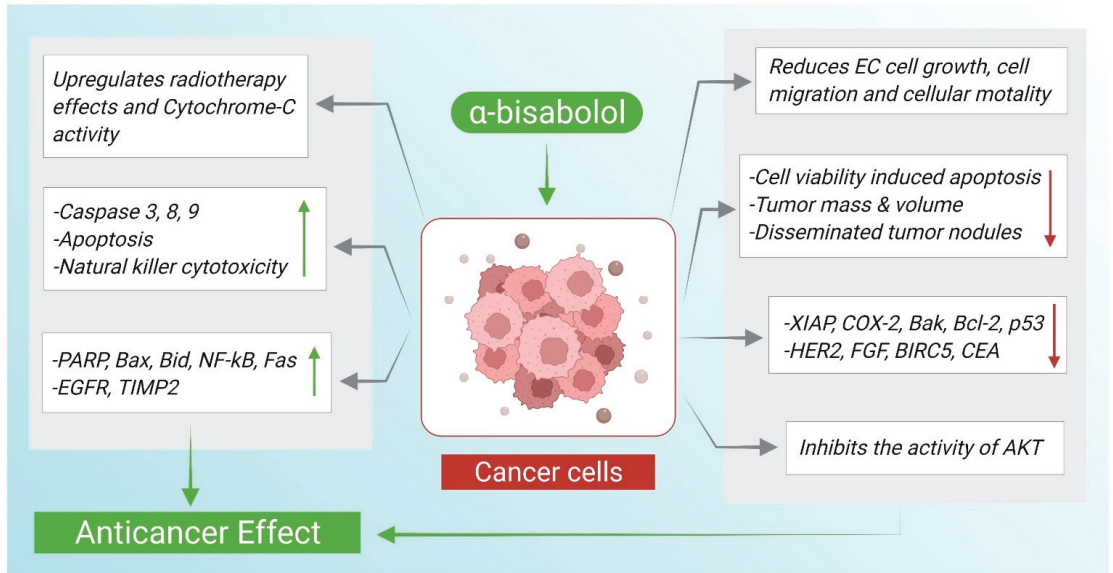 Upregulates radiotherapy
effects and Cytochrome-C
activity
-Caspase 3, 8, 9
-Apoptosis
-Natural killer cytotoxicity
-PARP, Bax, Bid, NF-kB, Fas
-EGFR, TIMP2
α-bisabolol
Cancer cells
Reduces EC cell growth, cell
migration and cellular motality
-Cell viability induced apoptosis
-Tumor mass & volume
-Disseminated tumor nodules
-XIAP, COX-2, Bak, Bcl-2, p53
-HER2, FGF, BIRC5, CEA
Inhibits the activity of AKT
Anticancer Effect